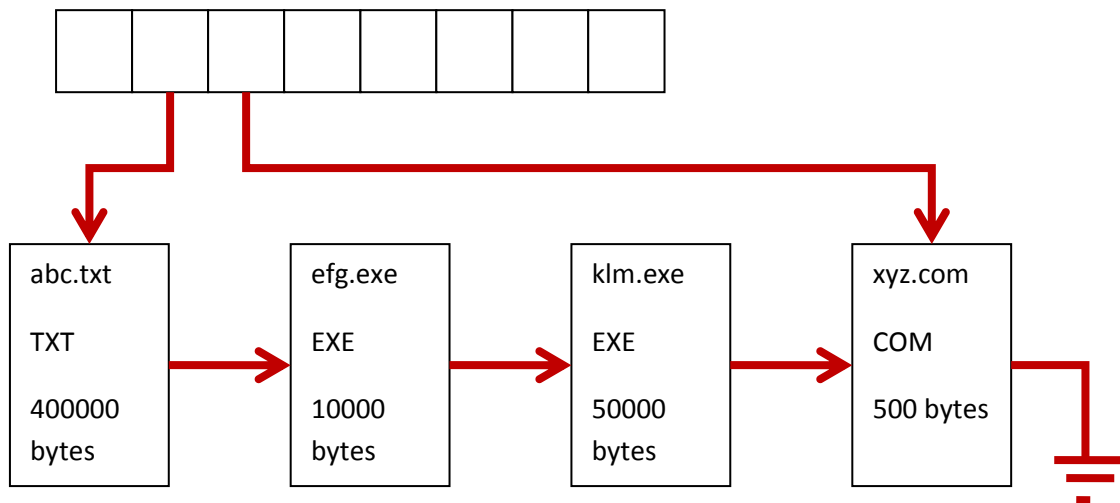 abc.txt
TXT
400000
bytes
efg.exe
EXE
10000
bytes
klm.exe
EXE
50000
bytes
xyz.com
COM
500 bytes